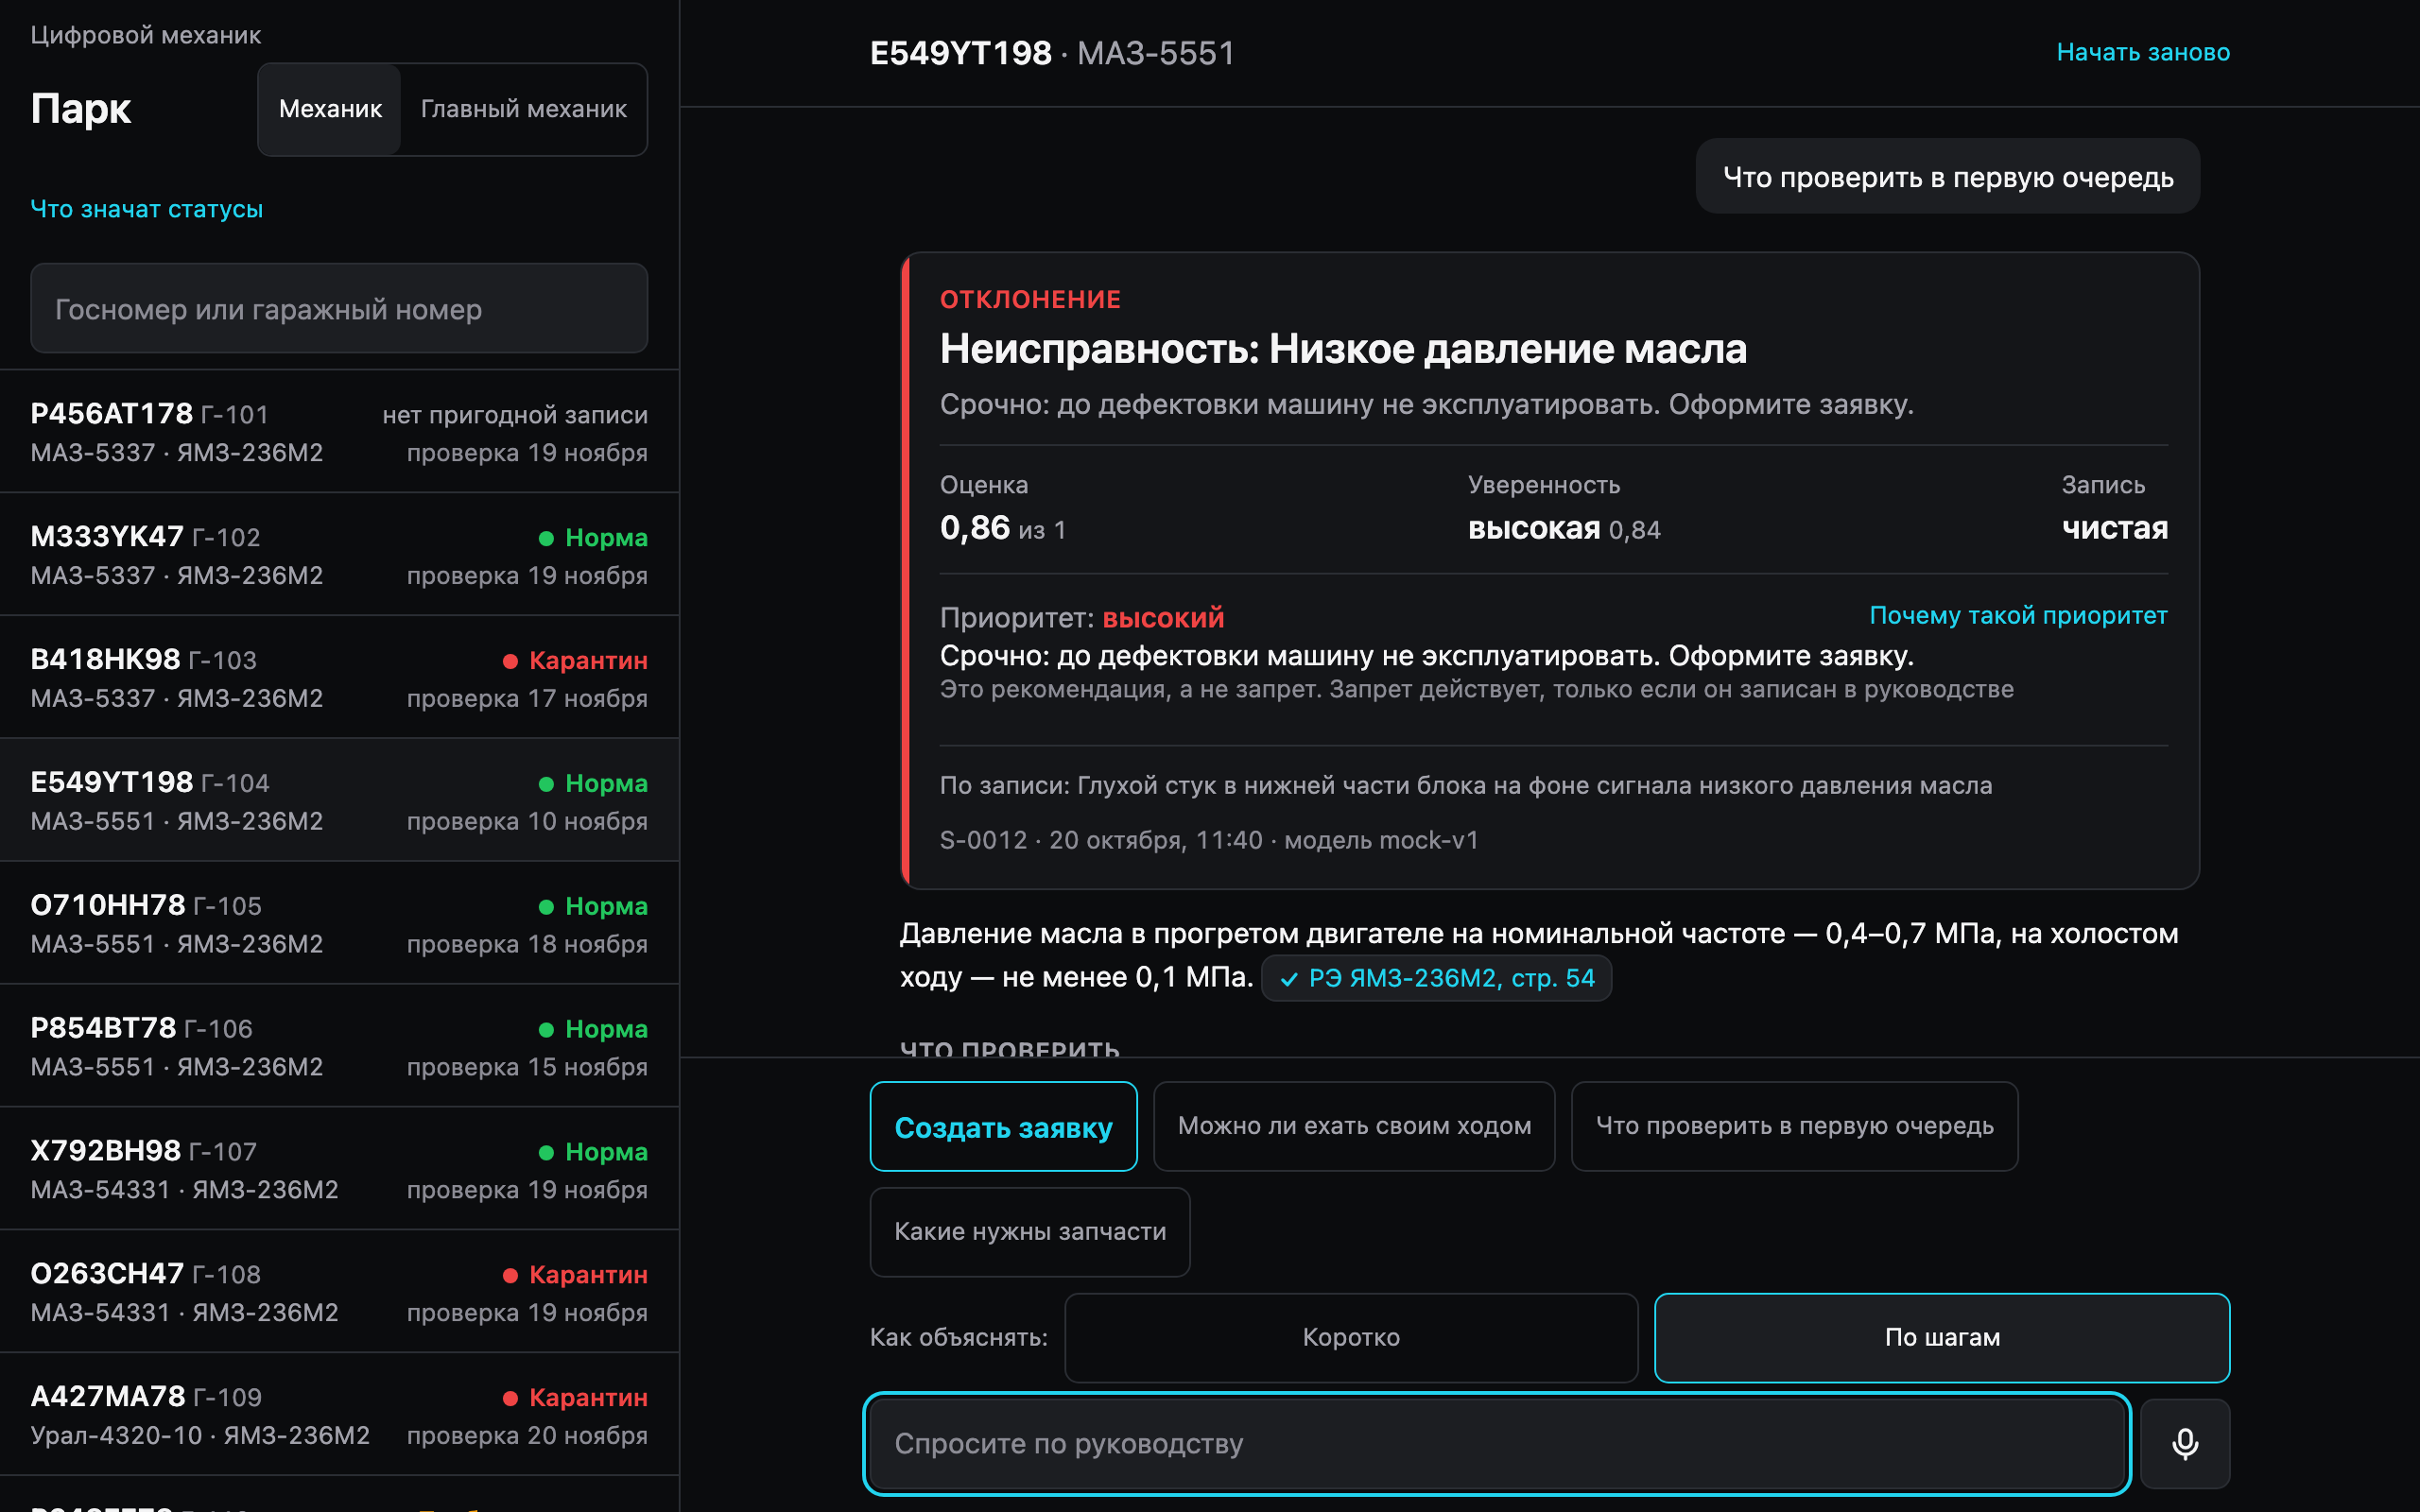 Цифровой механик
Парк
Механик
Главный механик
Что значат статусы
Госномер или гаражный номер
Р456АТ178 Г-101 нет пригодной записи
МАЗ-5337 · ЯМЗ-236М2 проверка 19 ноября
М333УК47 Г-102 Норма
МАЗ-5337 · ЯМЗ-236М2 проверка 19 ноября
В418НК98 Г-103 Карантин
МАЗ-5337 · ЯМЗ-236М2 проверка 17 ноября
Е549УТ198 Г-104 Норма
МАЗ-5551 · ЯМЗ-236М2 проверка 10 ноября
О710НН78 Г-105 Норма
МАЗ-5551 · ЯМЗ-236М2 проверка 18 ноября
Р854ВТ78 Г-106 Норма
МАЗ-5551 · ЯМЗ-236М2 проверка 15 ноября
Х792ВН98 Г-107 Норма
МАЗ-54331 · ЯМЗ-236М2 проверка 19 ноября
О263СН47 Г-108 Карантин
МАЗ-54331 · ЯМЗ-236М2 проверка 19 ноября
А427МА78 Г-109 Карантин
Урал-4320-10 · ЯМЗ-236М2 проверка 20 ноября
Е549УТ198 · МАЗ-5551
Начать заново
Что проверить в первую очередь
ОТКЛОНЕНИЕ
Неисправность: Низкое давление масла
Срочно: до дефектовки машину не эксплуатировать. Оформите заявку.
Оценка Уверенность Запись
0,86 из 1 высокая 0,84 чистая
Приоритет: высокий Почему такой приоритет
Срочно: до дефектовки машину не эксплуатировать. Оформите заявку.
Это рекомендация, а не запрет. Запрет действует, только если он записан в руководстве
По записи: Глухой стук в нижней части блока на фоне сигнала низкого давления масла
S-0012 · 20 октября, 11:40 · модель mock-v1
Давление масла в прогретом двигателе на номинальной частоте — 0,4–0,7 МПа, на холостом
ходу — не менее 0,1 МПа. ✓ РЭ ЯМЗ-236М2, стр. 54
ЧТО ПРОВЕРИТЬ
Создать заявку
Можно ли ехать своим ходом
Что проверить в первую очередь
Какие нужны запчасти
Как объяснять: Коротко По шагам
Спросите по руководству